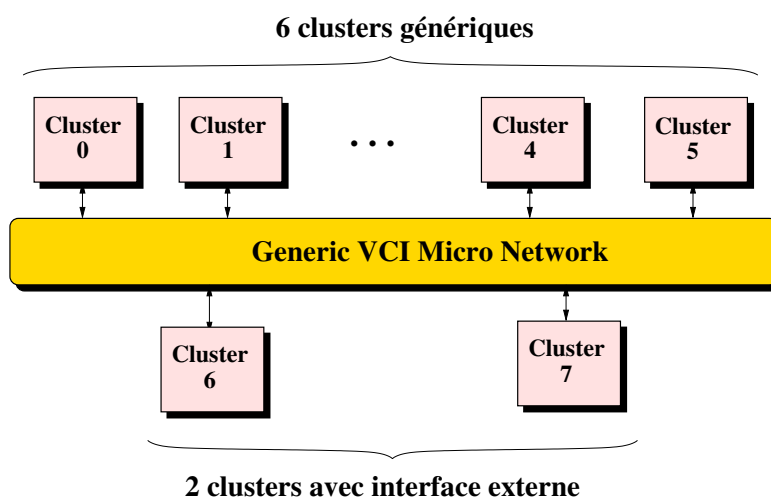 6 clusters génériques
Cluster
0
Cluster
1
. . .
Cluster
4
Cluster
5
Generic VCI Micro Network
Cluster
6
Cluster
7
2 clusters avec interface externe